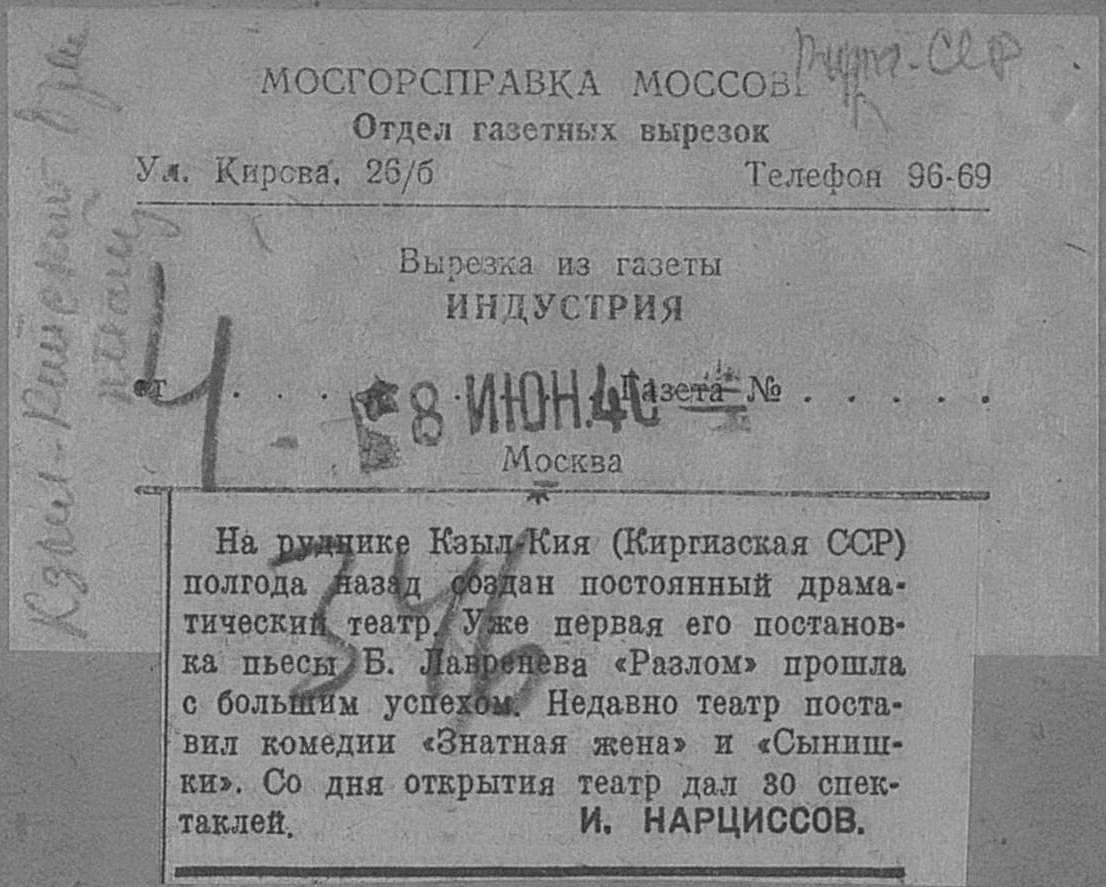 МОСГОРСПРАВКА МОССОВ
Отдел газетных вырезок
Ул. Кирова, 26/б Телефон 96-69
Вырезка из газеты
ИНДУСТРИЯ
от . . . . 8 ИЮН.40 Газета № . . . . .
Москва
4
346
На руднике Кзыл-Кия (Киргизская ССР)
полгода назад создан постоянный драма-
тический театр. Уже первая его постанов-
ка пьесы Б. Лавренева «Разлом» прошла
с большим успехом. Недавно театр поста-
вил комедии «Знатная жена» и «Сыниш-
ки». Со дня открытия театр дал 30 спек-
таклей. И. НАРЦИССОВ.